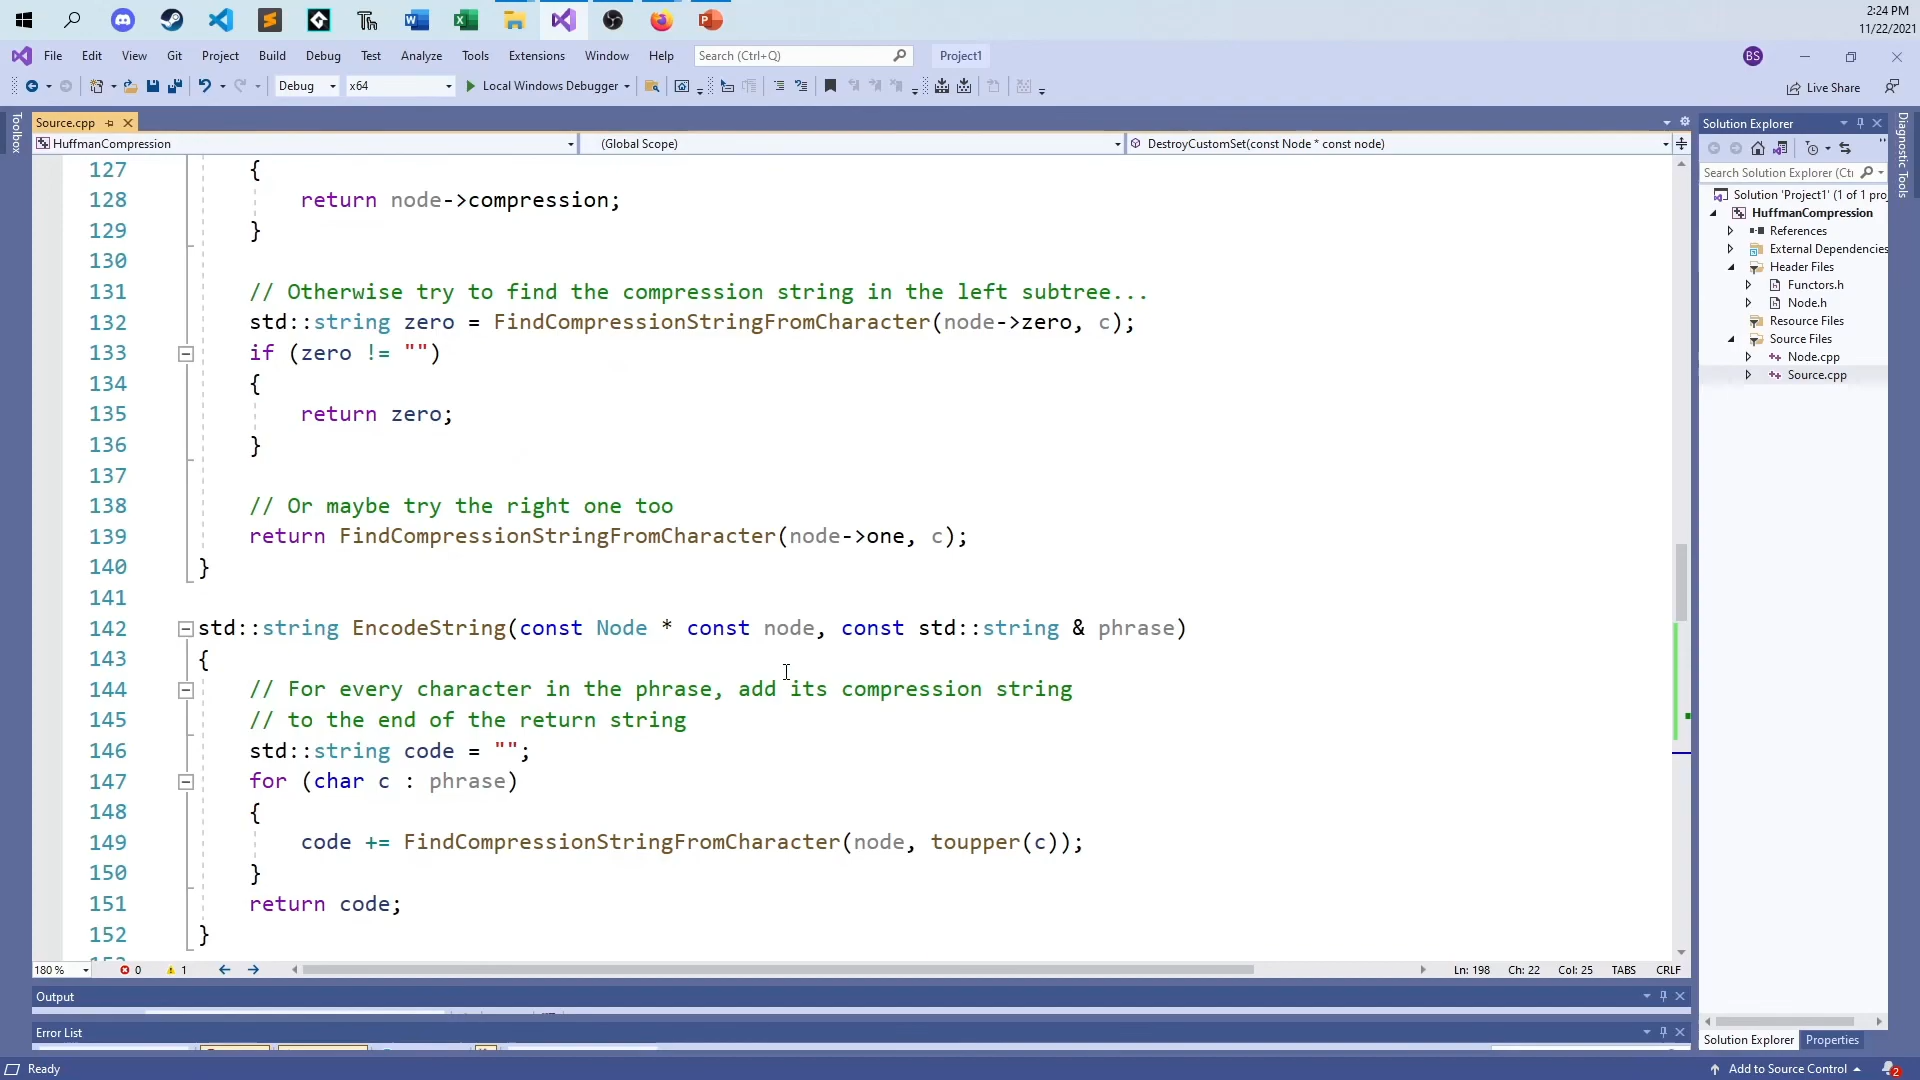 2:24 PM
11/22/2021
File Edit View Git Project Build Debug Test Analyze Tools Extensions Window Help Search (Ctrl+Q) Project1 BS
Debug x64 Local Windows Debugger Live Share
Toolbox
Source.cpp
HuffmanCompression (Global Scope) DestroyCustomSet(const Node * const node)
127 {
128 return node->compression;
129 }
130
131 // Otherwise try to find the compression string in the left subtree...
132 std::string zero = FindCompressionStringFromCharacter(node->zero, c);
133 if (zero != "")
134 {
135 return zero;
136 }
137
138 // Or maybe try the right one too
139 return FindCompressionStringFromCharacter(node->one, c);
140 }
141
142 std::string EncodeString(const Node * const node, const std::string & phrase)
143 {
144 // For every character in the phrase, add its compression string
145 // to the end of the return string
146 std::string code = "";
147 for (char c : phrase)
148 {
149 code += FindCompressionStringFromCharacter(node, toupper(c));
150 }
151 return code;
152 }
180 % 0 1 Ln: 198 Ch: 22 Col: 25 TABS CRLF
Output
Error List
Solution Explorer
Search Solution Explorer (Ctr
Solution 'Project1' (1 of 1 proj
HuffmanCompression
References
External Dependencies
Header Files
Functors.h
Node.h
Resource Files
Source Files
Node.cpp
Source.cpp
Solution Explorer Properties
Diagnostic Tools
Ready Add to Source Control 2